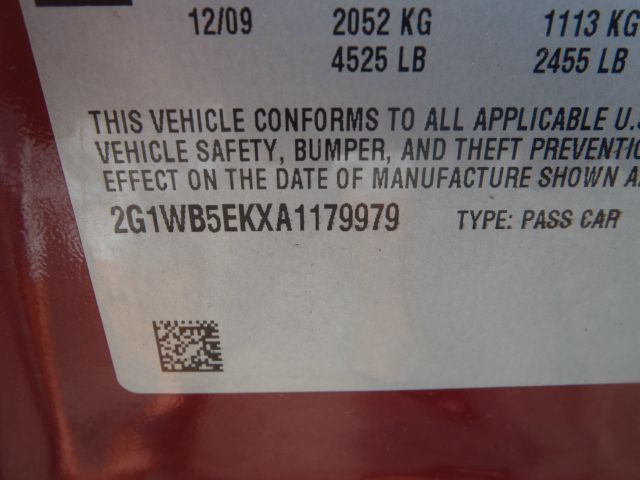 12/09 2052 KG 1113 KG
4525 LB 2455 LB
THIS VEHICLE CONFORMS TO ALL APPLICABLE U.S
VEHICLE SAFETY, BUMPER, AND THEFT PREVENTIO
EFFECT ON THE DATE OF MANUFACTURE SHOWN A
2G1WB5EKXA1179979 TYPE: PASS CAR